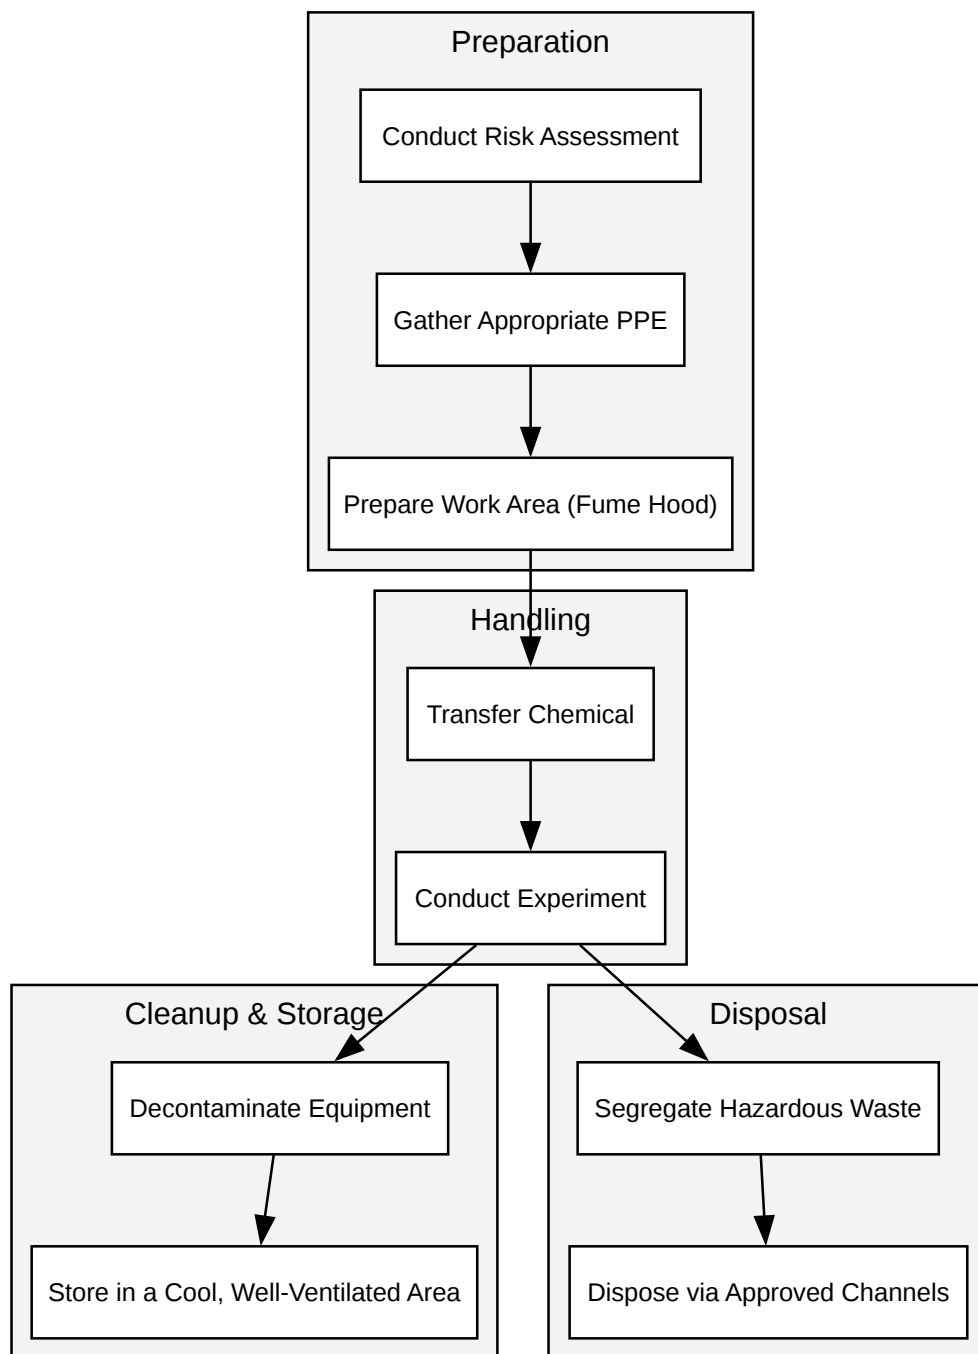 Preparation
Conduct Risk Assessment
Gather Appropriate PPE
Prepare Work Area (Fume Hood)
Handling
Transfer Chemical
Conduct Experiment
Cleanup & Storage
Decontaminate Equipment
Store in a Cool, Well-Ventilated Area
Disposal
Segregate Hazardous Waste
Dispose via Approved Channels